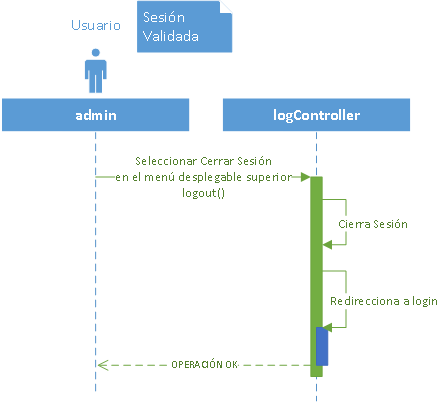 Usuario
Sesión
Validada
admin
logController
Seleccionar Cerrar Sesión
en el menú desplegable superior
logout()
Cierra Sesión
Redirecciona a login
OPERACIÓN OK